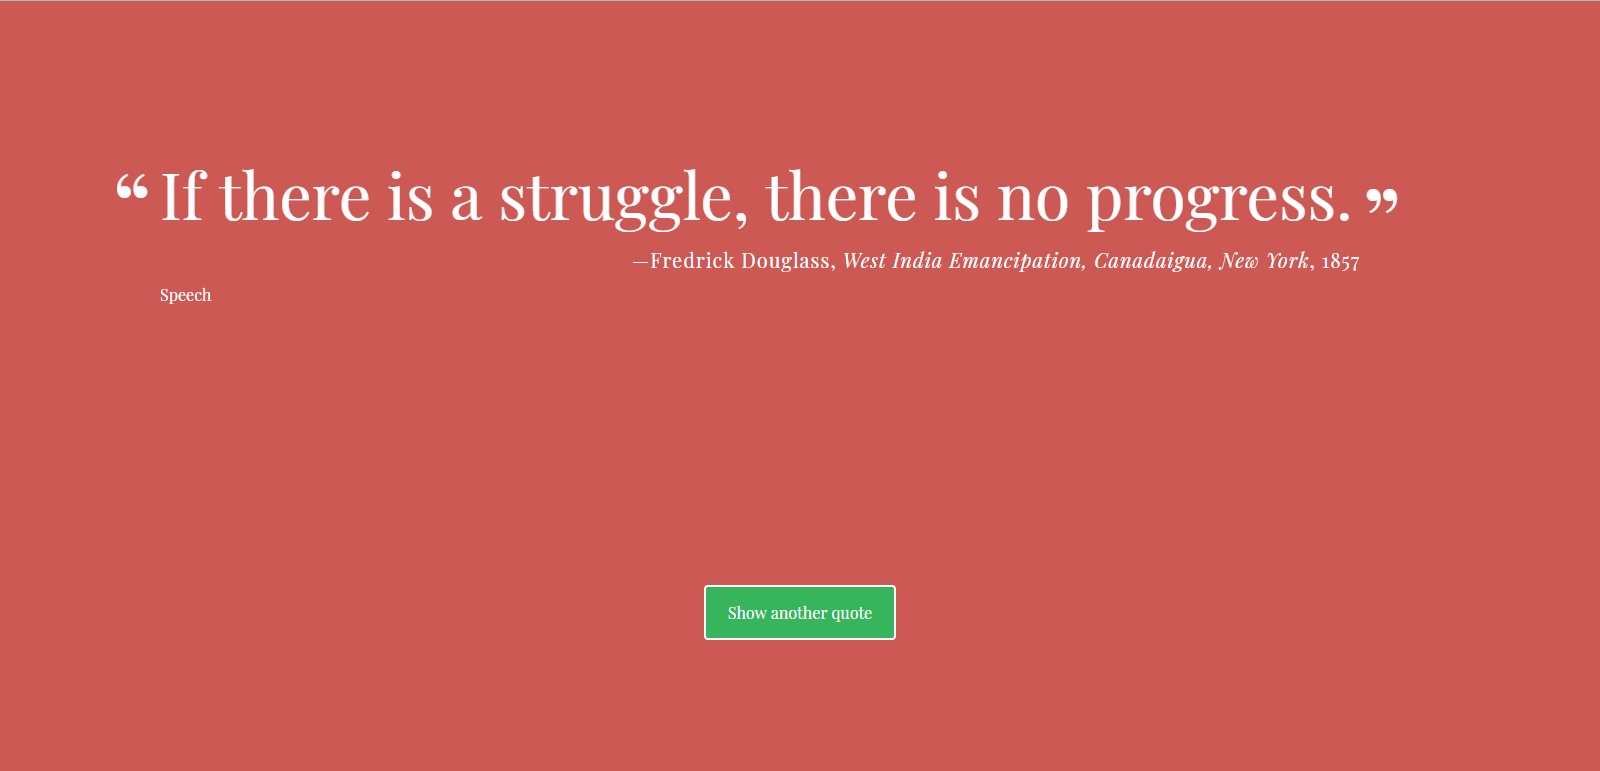 “If there is a struggle, there is no progress.”
—Fredrick Douglass, West India Emancipation, Canadaigua, New York, 1857
Speech
Show another quote